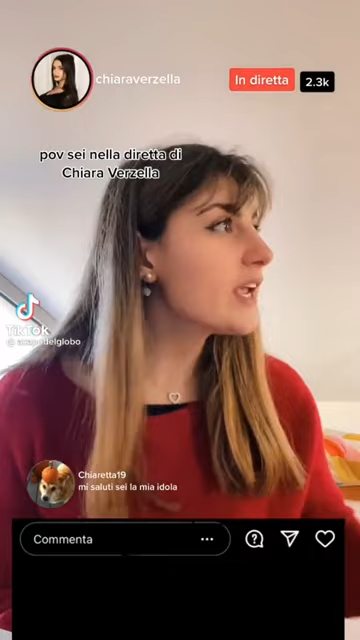 chiaraverzella
In diretta
2.3k
pov sei nella diretta di
Chiara Verzella
TikTok
Chiaretta19
mi saluti sei la mia idola
Commenta